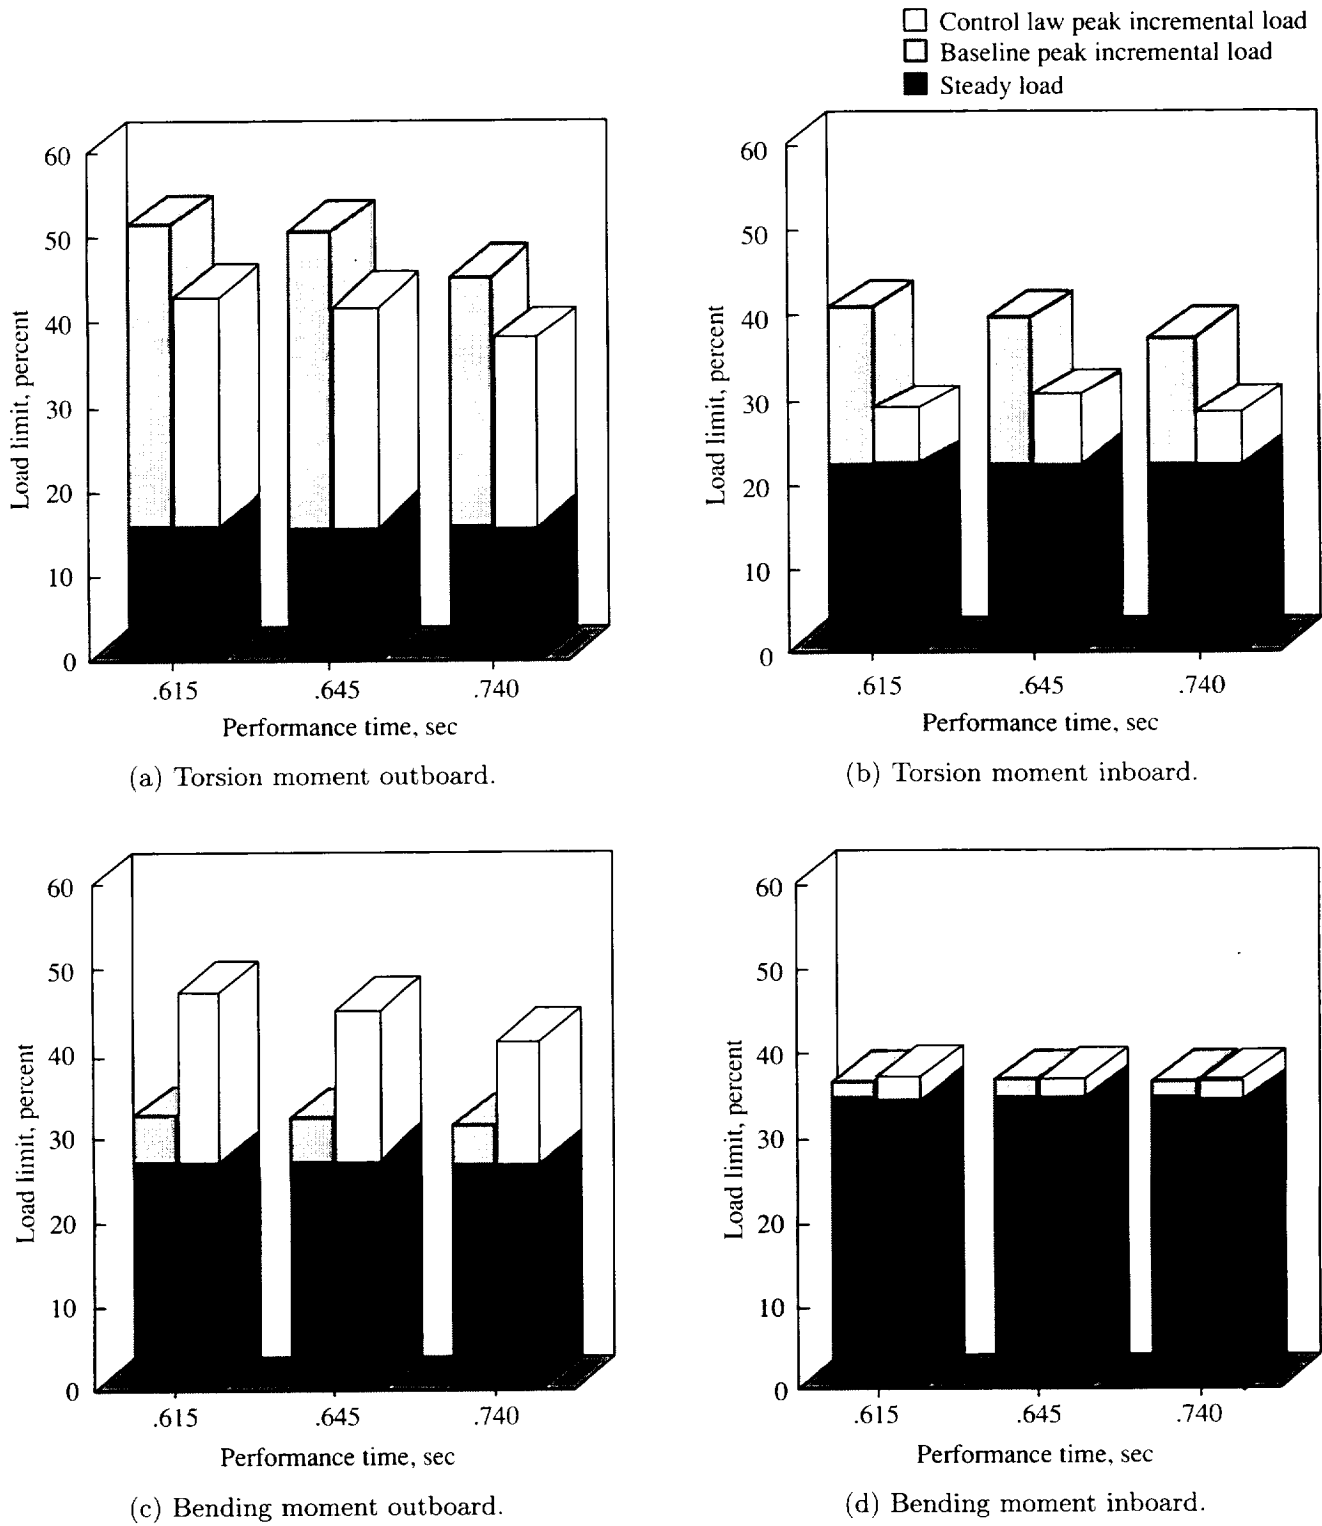 Control law peak incremental load
Baseline peak incremental load
Steady load
60
50
40
30
20
10
0
Load limit, percent
.615
.645
.740
Performance time, sec
(a) Torsion moment outboard.
60
50
40
30
20
10
0
Load limit, percent
.615
.645
.740
Performance time, sec
(b) Torsion moment inboard.
60
50
40
30
20
10
0
Load limit, percent
.615
.645
.740
Performance time, sec
(c) Bending moment outboard.
60
50
40
30
20
10
0
Load limit, percent
.615
.645
.740
Performance time, sec
(d) Bending moment inboard.